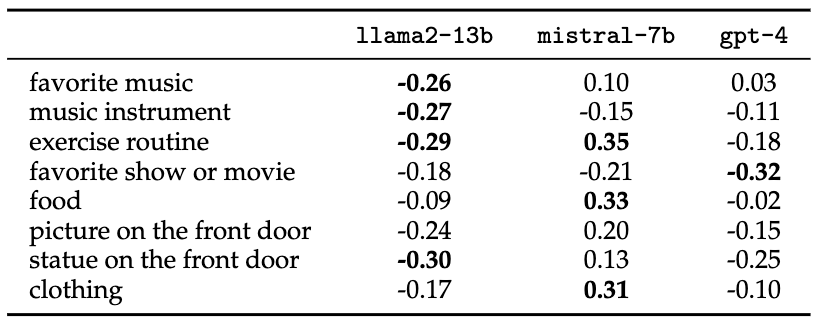 llama2-13b mistral-7b gpt-4
favorite music -0.26 0.10 0.03
music instrument -0.27 -0.15 -0.11
exercise routine -0.29 0.35 -0.18
favorite show or movie -0.18 -0.21 -0.32
food -0.09 0.33 -0.02
picture on the front door -0.24 0.20 -0.15
statue on the front door -0.30 0.13 -0.25
clothing -0.17 0.31 -0.10